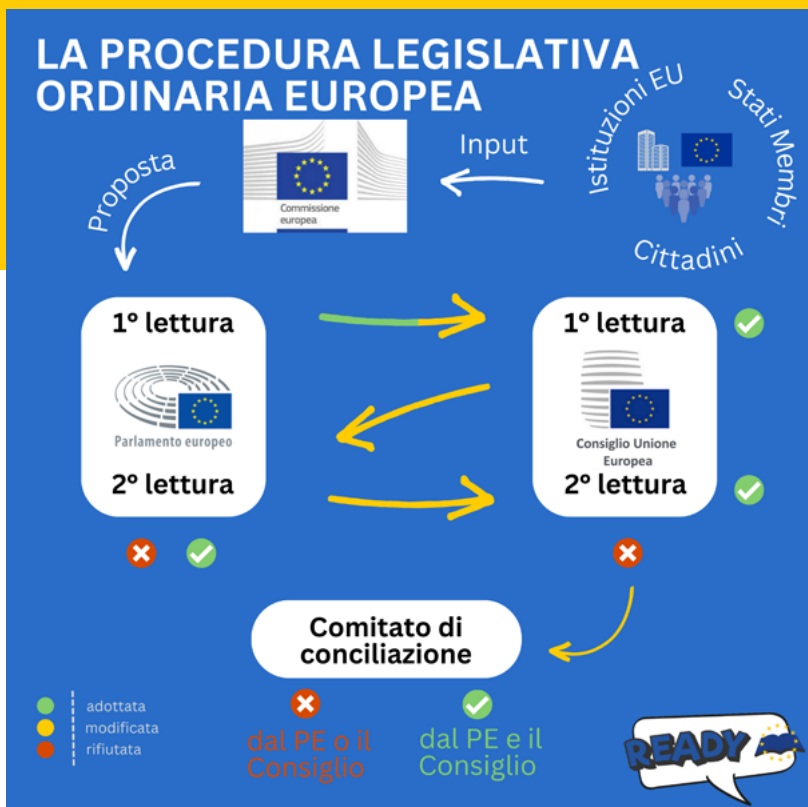 LA PROCEDURA LEGISLATIVA
ORDINARIA EUROPEA
Istituzioni EU
Stati Membri
Cittadini
Input
Commissione
europea
Proposta
1° lettura
Parlamento europeo
2° lettura
1° lettura
Consiglio Unione
Europea
2° lettura
Comitato di
conciliazione
dal PE o il
Consiglio
dal PE e il
Consiglio
adottata
modificata
rifiutata
READY